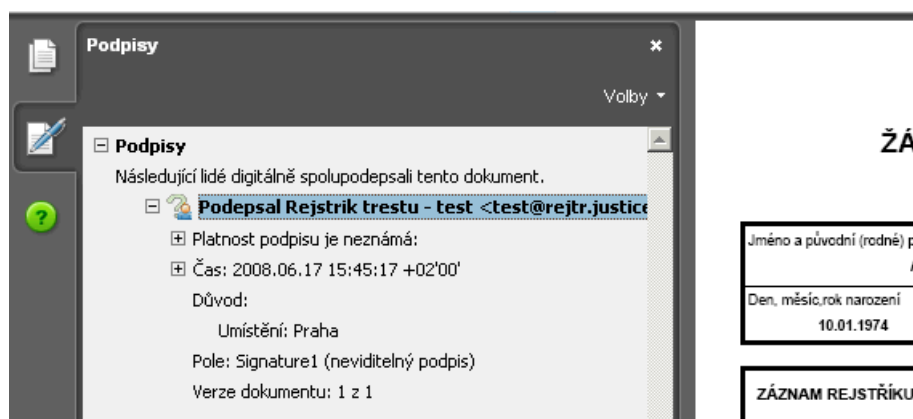 Podpisy
Volby
Podpisy
Následující lidé digitálně spolupodepsali tento dokument.
Podepsal Rejstrik trestu - test <test@rejtr.justice
Platnost podpisu je neznámá:
Čas: 2008.06.17 15:45:17 +02'00'
Důvod:
Umístění: Praha
Pole: Signature1 (neviditelný podpis)
Verze dokumentu: 1 z 1
ŽÁ
Jméno a původní (rodné) p
Den, měsíc,rok narození
10.01.1974
ZÁZNAM REJSTŘÍKU